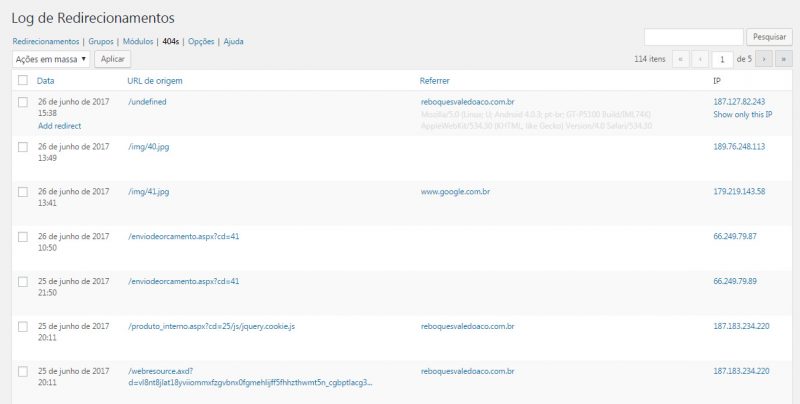 Log de Redirecionamentos
Redirecionamentos | Grupos | Módulos | 404s | Opções | Ajuda
Pesquisar
Ações em massa Aplicar
114 itens « ‹ 1 de 5 › »
Data URL de origem Referrer IP
26 de junho de 2017 /undefined reboquesvaledoaco.com.br 187.127.82.243
15:38 Mozilla/5.0 (Linux; U; Android 4.0.3; pt-br; GT-P5100 Build/IML74K) Show only this IP
Add redirect AppleWebKit/534.30 (KHTML, like Gecko) Version/4.0 Safari/534.30
26 de junho de 2017 /img/40.jpg 189.76.248.113
13:49
26 de junho de 2017 /img/41.jpg www.google.com.br 179.219.143.58
13:41
26 de junho de 2017 /enviodeorcamento.aspx?cd=41 66.249.79.87
10:50
25 de junho de 2017 /enviodeorcamento.aspx?cd=41 66.249.79.89
21:50
25 de junho de 2017 /produto_interno.aspx?cd=25/js/jquery.cookie.js reboquesvaledoaco.com.br 187.183.234.220
20:11
25 de junho de 2017 /webresource.axd? reboquesvaledoaco.com.br 187.183.234.220
20:11